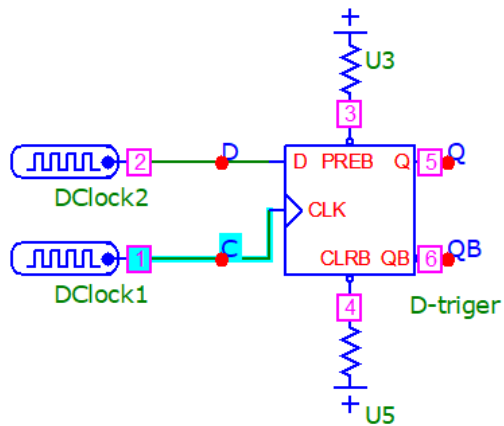 +
U3
3
2
D
D
PREB
Q
5
Q
DClock2
CLK
1
C
CLRB
QB
6
QB
DClock1
4
D-triger
+
U5